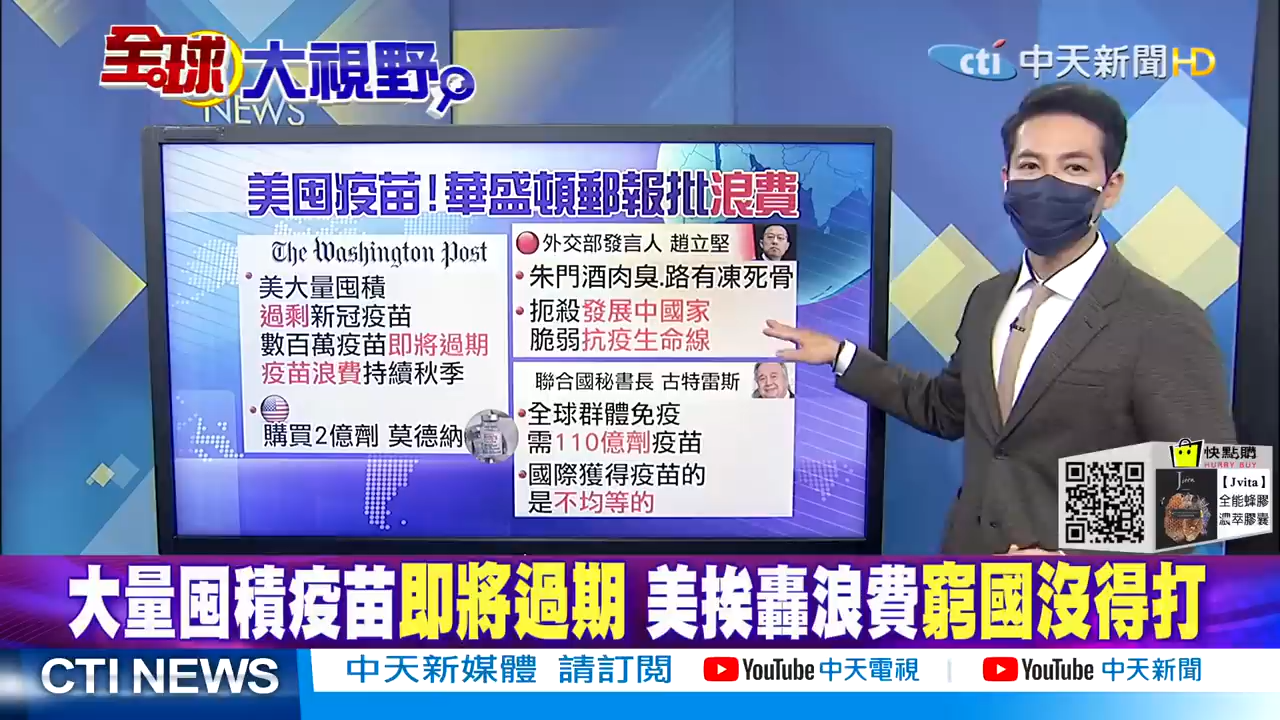 全球大視野
NEWS
cti 中天新聞HD
美囤疫苗!華盛頓郵報批浪費
The Washington Post
美大量囤積
過剩新冠疫苗
數百萬疫苗即將過期
疫苗浪費持續秋季
購買2億劑 莫德納
外交部發言人 趙立堅
朱門酒肉臭.路有凍死骨
扼殺發展中國家
脆弱抗疫生命線
聯合國秘書長 古特雷斯
全球群體免疫
需110億劑疫苗
國際獲得疫苗的
是不均等的
快點購
HURRY BUY
【Jvita】
全能蜂膠
濃萃膠囊
大量囤積疫苗即將過期 美挨轟浪費窮國沒得打
CTI NEWS 中天新媒體 請訂閱 YouTube 中天電視 | YouTube 中天新聞